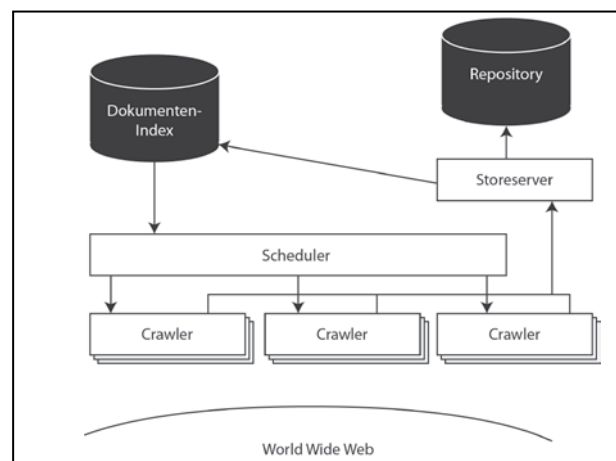 Repository
Dokumenten-
Index
Storeserver
Scheduler
Crawler
Crawler
Crawler
World Wide Web